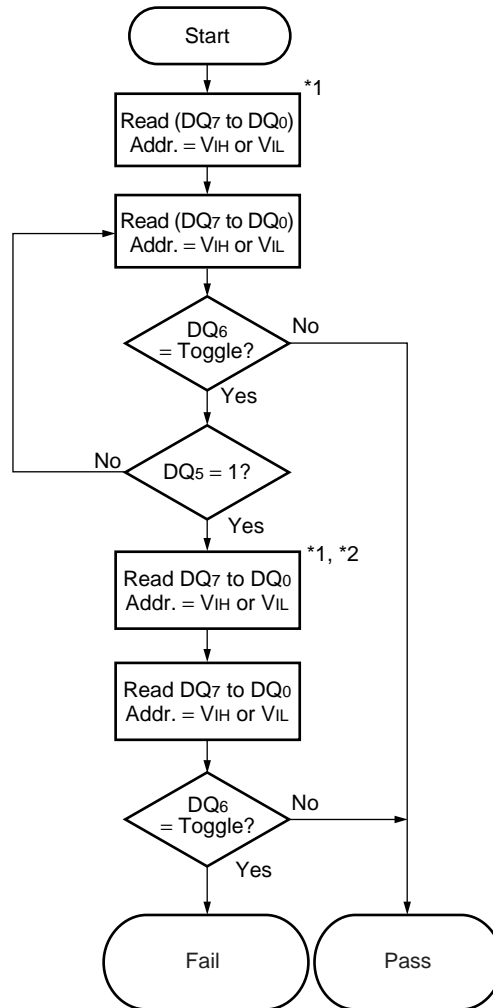 Start
*1
Read (DQ7 to DQ0)
Addr. = VIH or VIL
Read (DQ7 to DQ0)
Addr. = VIH or VIL
DQ6
= Toggle?
No
Yes
No
DQ5 = 1?
Yes
*1, *2
Read DQ7 to DQ0
Addr. = VIH or VIL
Read DQ7 to DQ0
Addr. = VIH or VIL
DQ6
= Toggle?
No
Yes
Fail
Pass